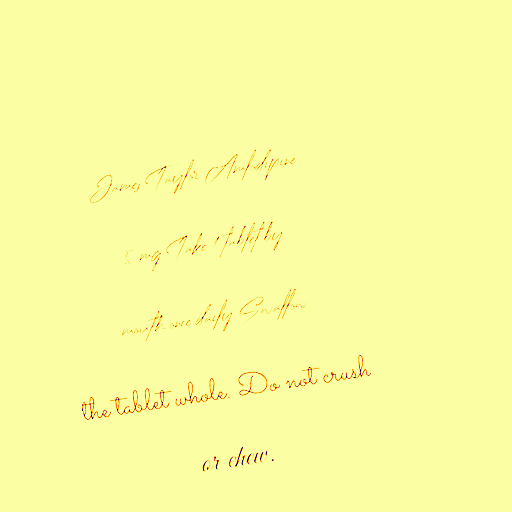 James Taylor Amlodipine
5 mg Take 1 tablet by
mouth once daily Swallow
the tablet whole. Do not crush
or chew.